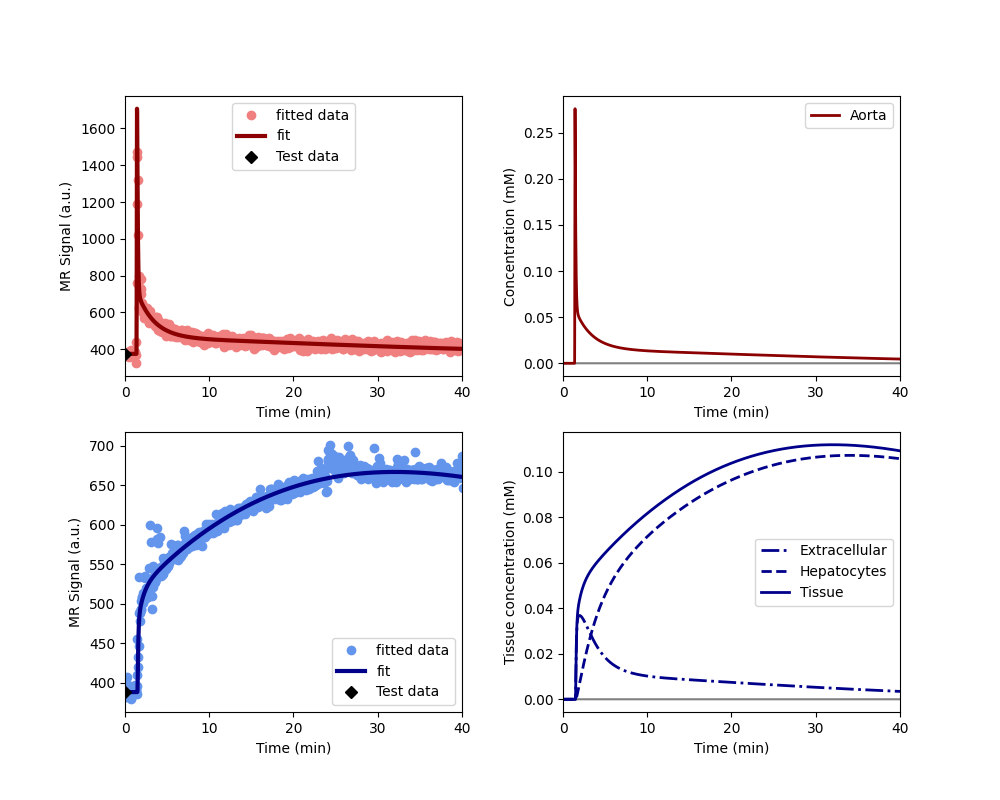 MR Signal (a.u.)
1600
1400
1200
1000
800
600
400
fitted data
fit
Test data
0 10 20 30 40
Time (min)
Concentration (mM)
0.25
0.20
0.15
0.10
0.05
0.00
Aorta
0 10 20 30 40
Time (min)
MR Signal (a.u.)
700
650
600
550
500
450
400
fitted data
fit
Test data
0 10 20 30 40
Time (min)
Tissue concentration (mM)
0.10
0.08
0.06
0.04
0.02
0.00
Extracellular
Hepatocytes
Tissue
0 10 20 30 40
Time (min)